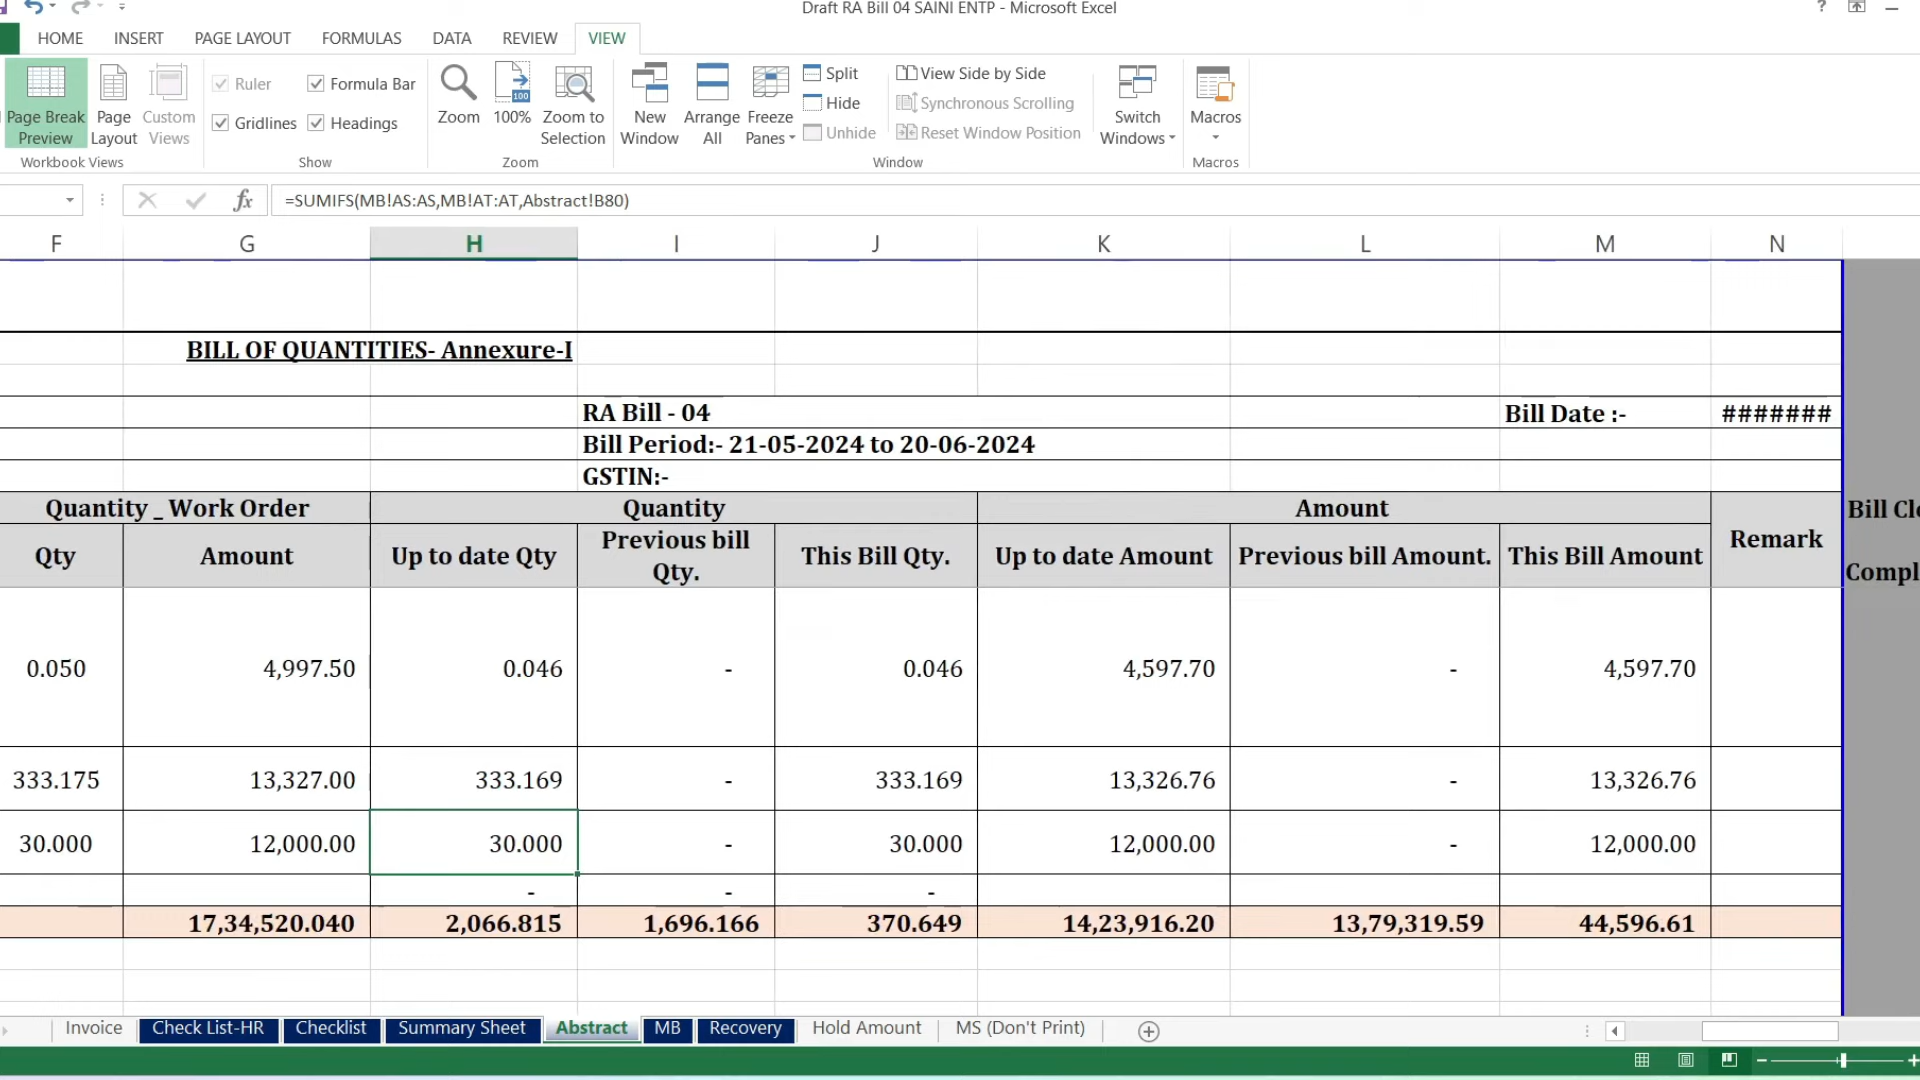 Draft RA Bill 04 SAINI ENTP - Microsoft Excel
?
HOME INSERT PAGE LAYOUT FORMULAS DATA REVIEW VIEW
Page Break Preview
Page Layout
Custom Views
Workbook Views
Ruler
Formula Bar
Gridlines
Headings
Show
Zoom
100%
100
Zoom to Selection
Zoom
New Window
Arrange All
Freeze Panes
Split
Hide
Unhide
View Side by Side
Synchronous Scrolling
Reset Window Position
Window
Switch Windows
Macros
Macros
fx =SUMIFS(MB!AS:AS,MB!AT:AT,Abstract!B80)
F G H I J K L M N
BILL OF QUANTITIES- Annexure-I
RA Bill - 04 Bill Date :- #######
Bill Period:- 21-05-2024 to 20-06-2024
GSTIN:-
Quantity _ Work Order Quantity Amount Remark Bill Cl
Qty Amount Up to date Qty Previous bill Qty. This Bill Qty. Up to date Amount Previous bill Amount. This Bill Amount Compl
0.050 4,997.50 0.046 - 0.046 4,597.70 - 4,597.70
333.175 13,327.00 333.169 - 333.169 13,326.76 - 13,326.76
30.000 12,000.00 30.000 - 30.000 12,000.00 - 12,000.00
- - -
17,34,520.040 2,066.815 1,696.166 370.649 14,23,916.20 13,79,319.59 44,596.61
Invoice Check List-HR Checklist Summary Sheet Abstract MB Recovery Hold Amount MS (Don't Print)